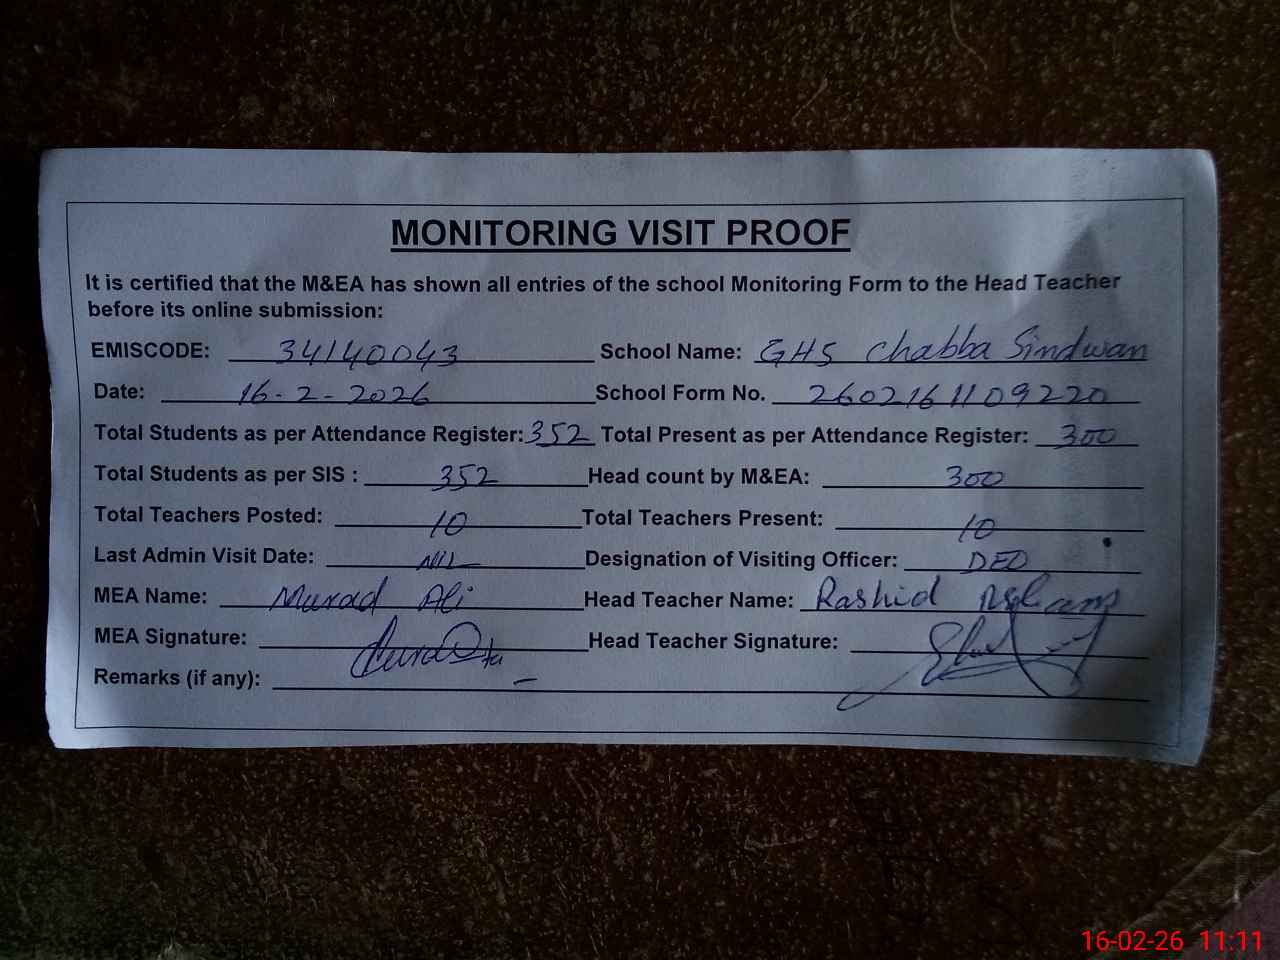 MONITORING VISIT PROOF
It is certified that the M&EA has shown all entries of the school Monitoring Form to the Head Teacher
before its online submission:
EMISCODE: 34140043 School Name: GHS Chabba Sindwan
Date: 16-2-2026 School Form No. 2602161109220
Total Students as per Attendance Register: 352 Total Present as per Attendance Register: 300
Total Students as per SIS : 352 Head count by M&EA: 300
Total Teachers Posted: 10 Total Teachers Present: 10
Last Admin Visit Date: NIL Designation of Visiting Officer: DEO
MEA Name: Murad Ali Head Teacher Name: Rashid
MEA Signature: Head Teacher Signature:
Remarks (if any): —
16-02-26 11:11